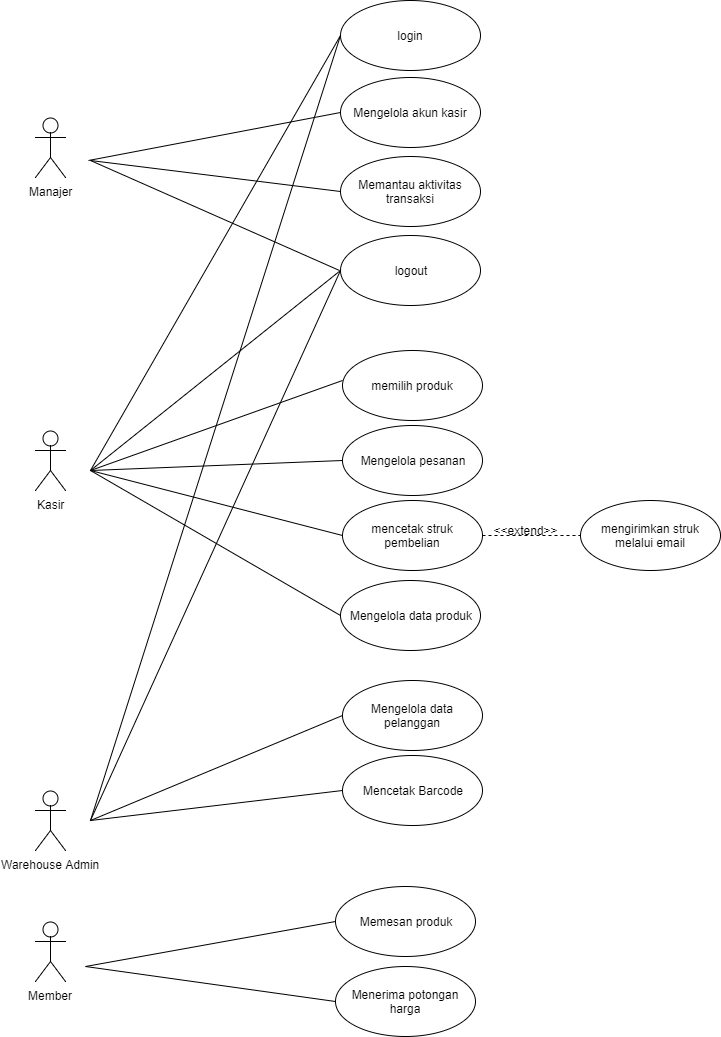 login
Mengelola akun kasir
Manajer
Memantau aktivitas
transaksi
logout
memilih produk
Mengelola pesanan
Kasir
mencetak struk
pembelian
<<extend>>
mengirimkan struk
melalui email
Mengelola data produk
Mengelola data
pelanggan
Mencetak Barcode
Warehouse Admin
Memesan produk
Member
Menerima potongan
harga